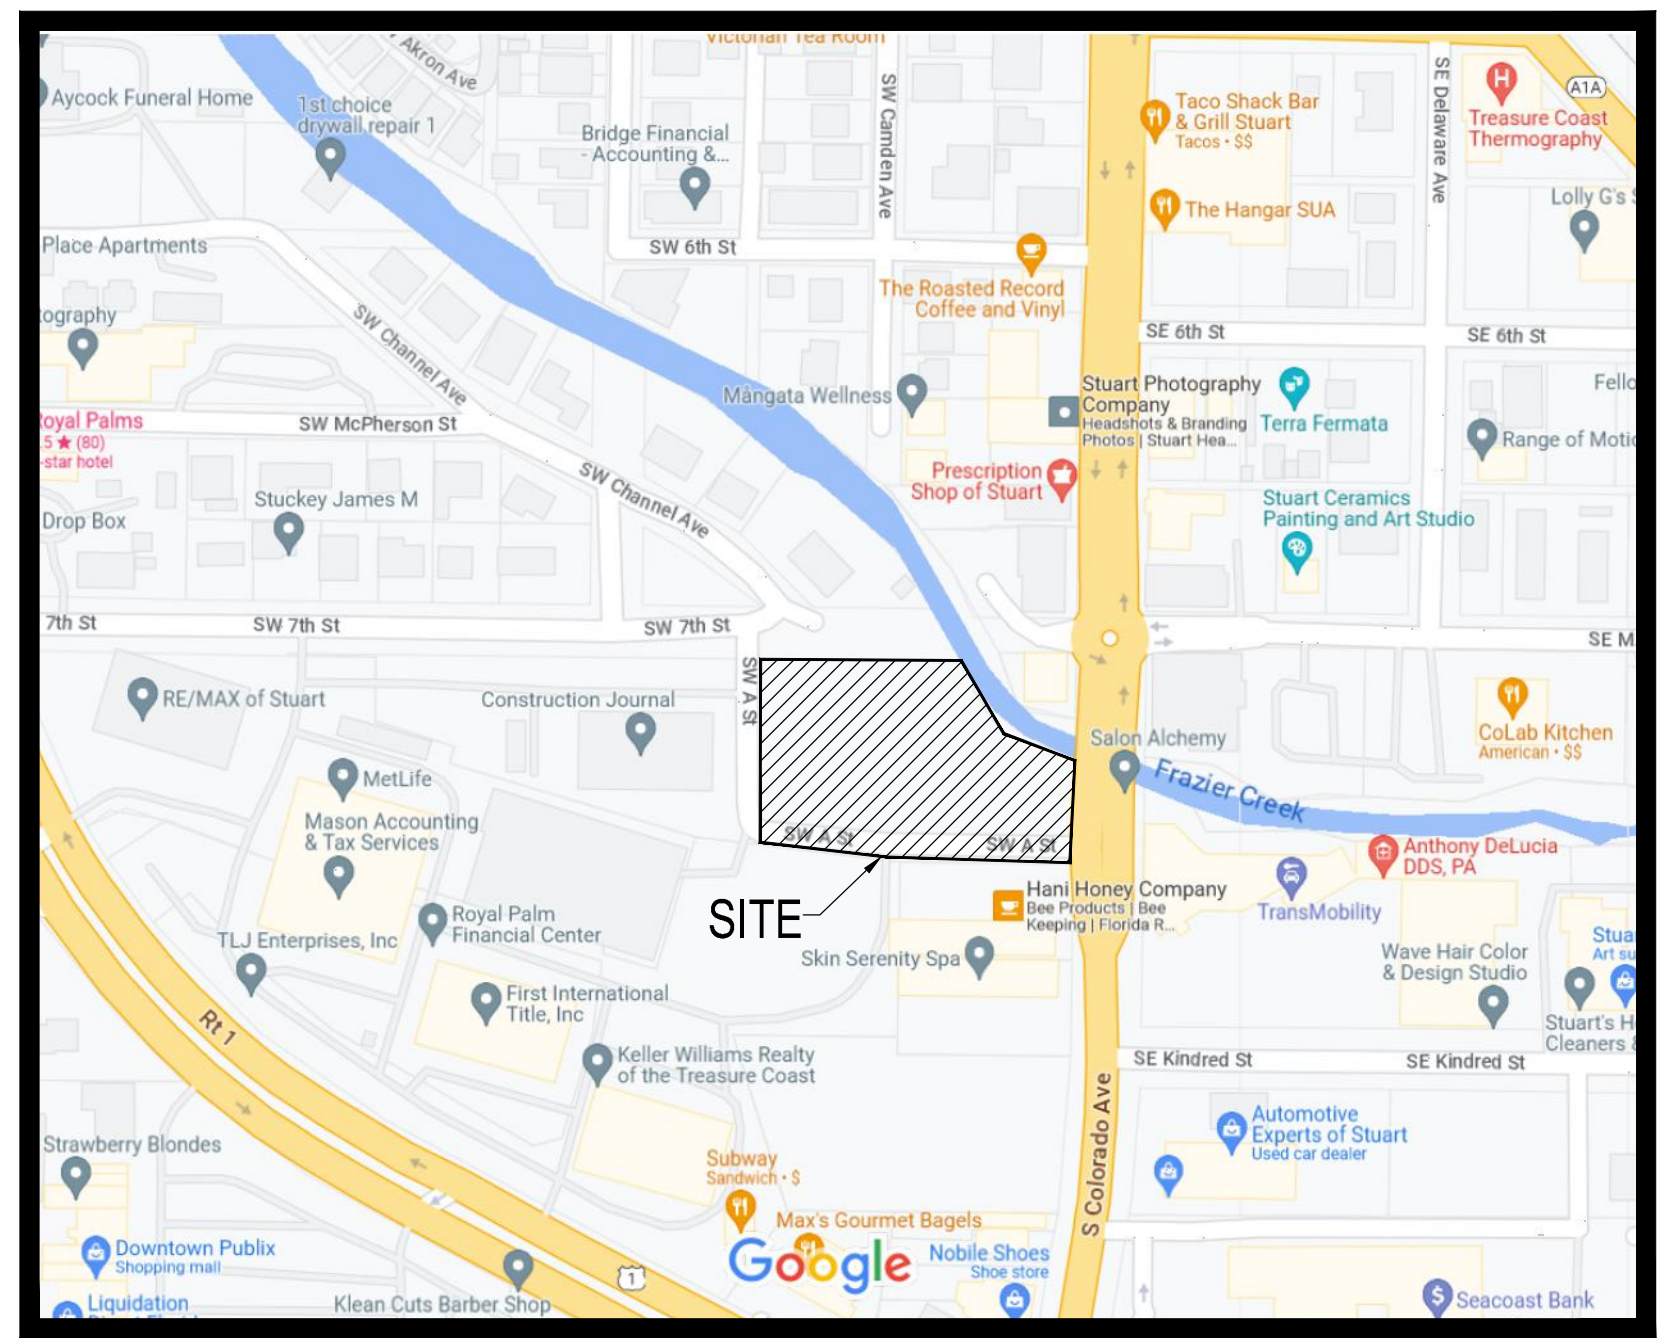 Victorian Tea Room
Akron Ave
Aycock Funeral Home
1st choice
drywall repair 1
Bridge Financial
- Accounting &...
SW Camden Ave
Taco Shack Bar
& Grill Stuart
Tacos • $$
SE Delaware Ave
H
A1A
Treasure Coast
Thermography
The Hangar SUA
Lolly G's
Place Apartments
SW 6th St
The Roasted Record
Coffee and Vinyl
ography
SW Channel Ave
SE 6th St
SE 6th St
Mångata Wellness
Stuart Photography
Company
Headshots & Branding
Photos | Stuart Hea...
Terra Fermata
Fello
Range of Motio
oyal Palms
.5 ★ (80)
-star hotel
SW McPherson St
SW Channel Ave
Prescription
Shop of Stuart
Stuckey James M
Drop Box
Stuart Ceramics
Painting and Art Studio
7th St
SW 7th St
SW 7th St
SE M
SW A St
RE/MAX of Stuart
Construction Journal
Salon Alchemy
CoLab Kitchen
American • $$
MetLife
Frazier Creek
Mason Accounting
& Tax Services
SW A St
SW A St
Anthony DeLucia
DDS, PA
SITE
Hani Honey Company
Bee Products | Bee
Keeping | Florida R...
TransMobility
Royal Palm
Financial Center
TLJ Enterprises, Inc
Skin Serenity Spa
Wave Hair Color
& Design Studio
Stua
Art su
First International
Title, Inc
Rt 1
Stuart's H
Cleaners &
Keller Williams Realty
of the Treasure Coast
SE Kindred St
SE Kindred St
S Colorado Ave
Automotive
Experts of Stuart
Used car dealer
Strawberry Blondes
Subway
Sandwich • $
Max's Gourmet Bagels
Google
Nobile Shoes
Shoe store
Downtown Publix
Shopping mall
1
Klean Cuts Barber Shop
Liquidation
$
Seacoast Bank